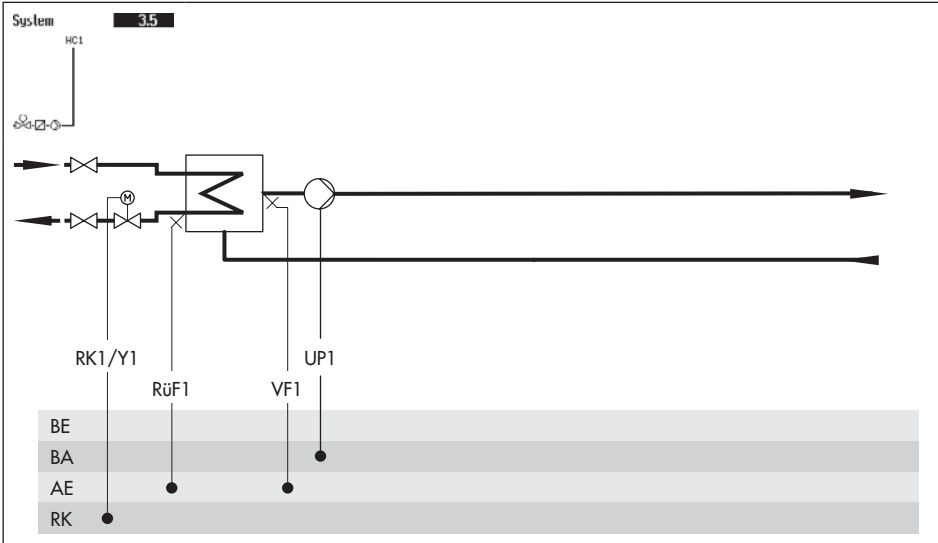 System 3.5
HC1
M
RK1/Y1
UP1
RüF1
VF1
BE
BA
AE
RK